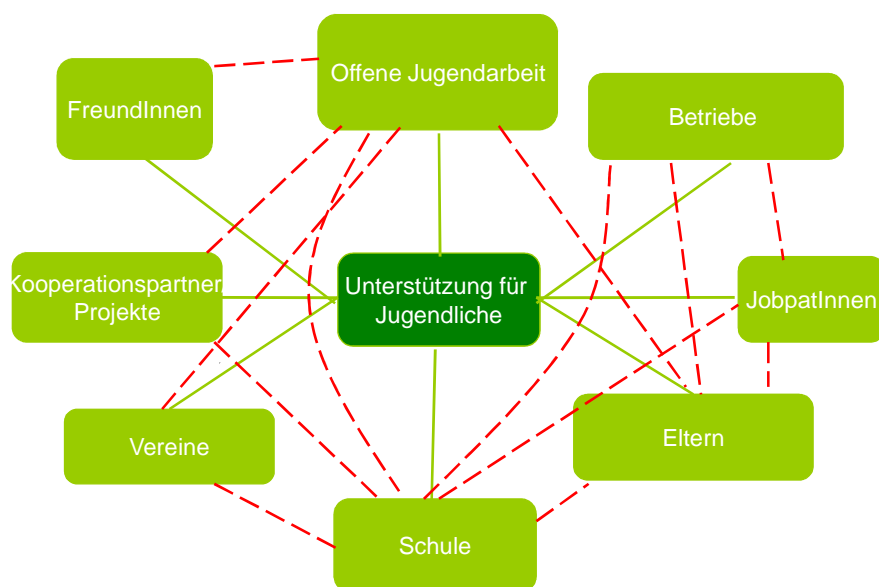 Offene Jugendarbeit
FreundInnen
Betriebe
Kooperationspartner,
Projekte
Unterstützung für
Jugendliche
JobpatInnen
Vereine
Eltern
Schule